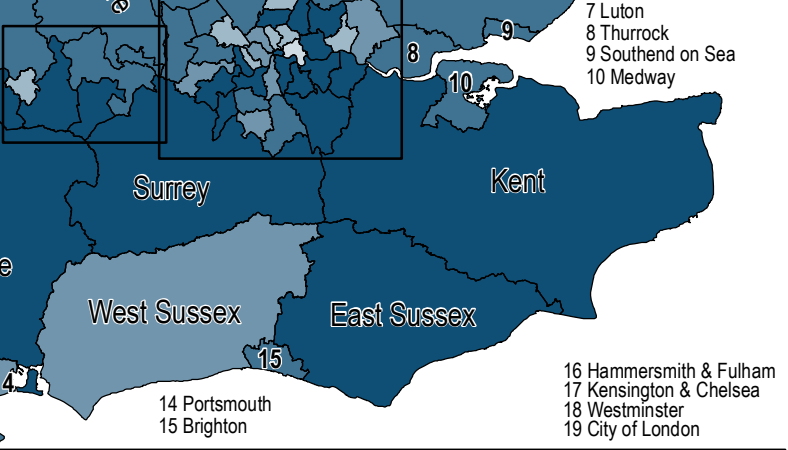 7 Luton
8 Thurrock
9 Southend on Sea
10 Medway
9
8
10
Surrey
Kent
e
West Sussex
East Sussex
15
4
14 Portsmouth
15 Brighton
16 Hammersmith & Fulham
17 Kensington & Chelsea
18 Westminster
19 City of London